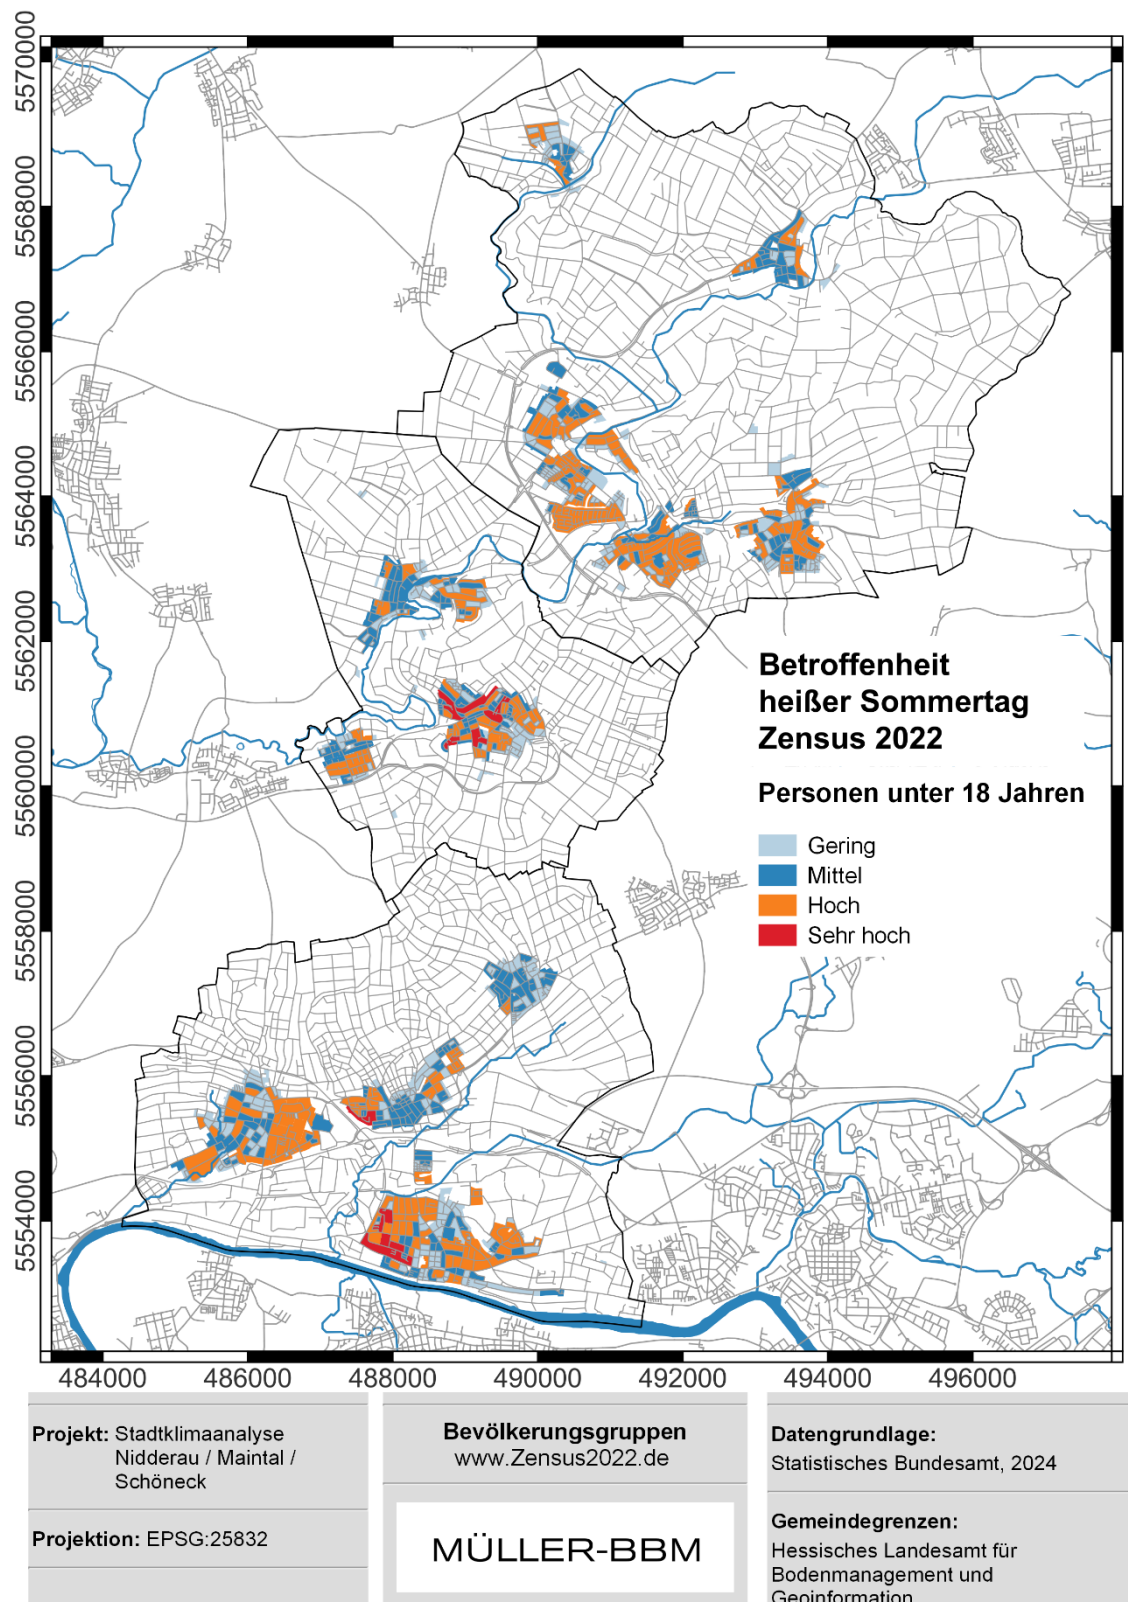 5570000
5568000
5566000
5564000
5562000
5560000
5558000
5556000
5554000
Betroffenheit
heißer Sommertag
Zensus 2022
Personen unter 18 Jahren
Gering
Mittel
Hoch
Sehr hoch
484000 486000 488000 490000 492000 494000 496000
Projekt: Stadtklimaanalyse
Nidderau / Maintal /
Schöneck
Projektion: EPSG:25832
Bevölkerungsgruppen
www.Zensus2022.de
MÜLLER-BBM
Datengrundlage:
Statistisches Bundesamt, 2024
Gemeindegrenzen:
Hessisches Landesamt für
Bodenmanagement und
Geoinformation